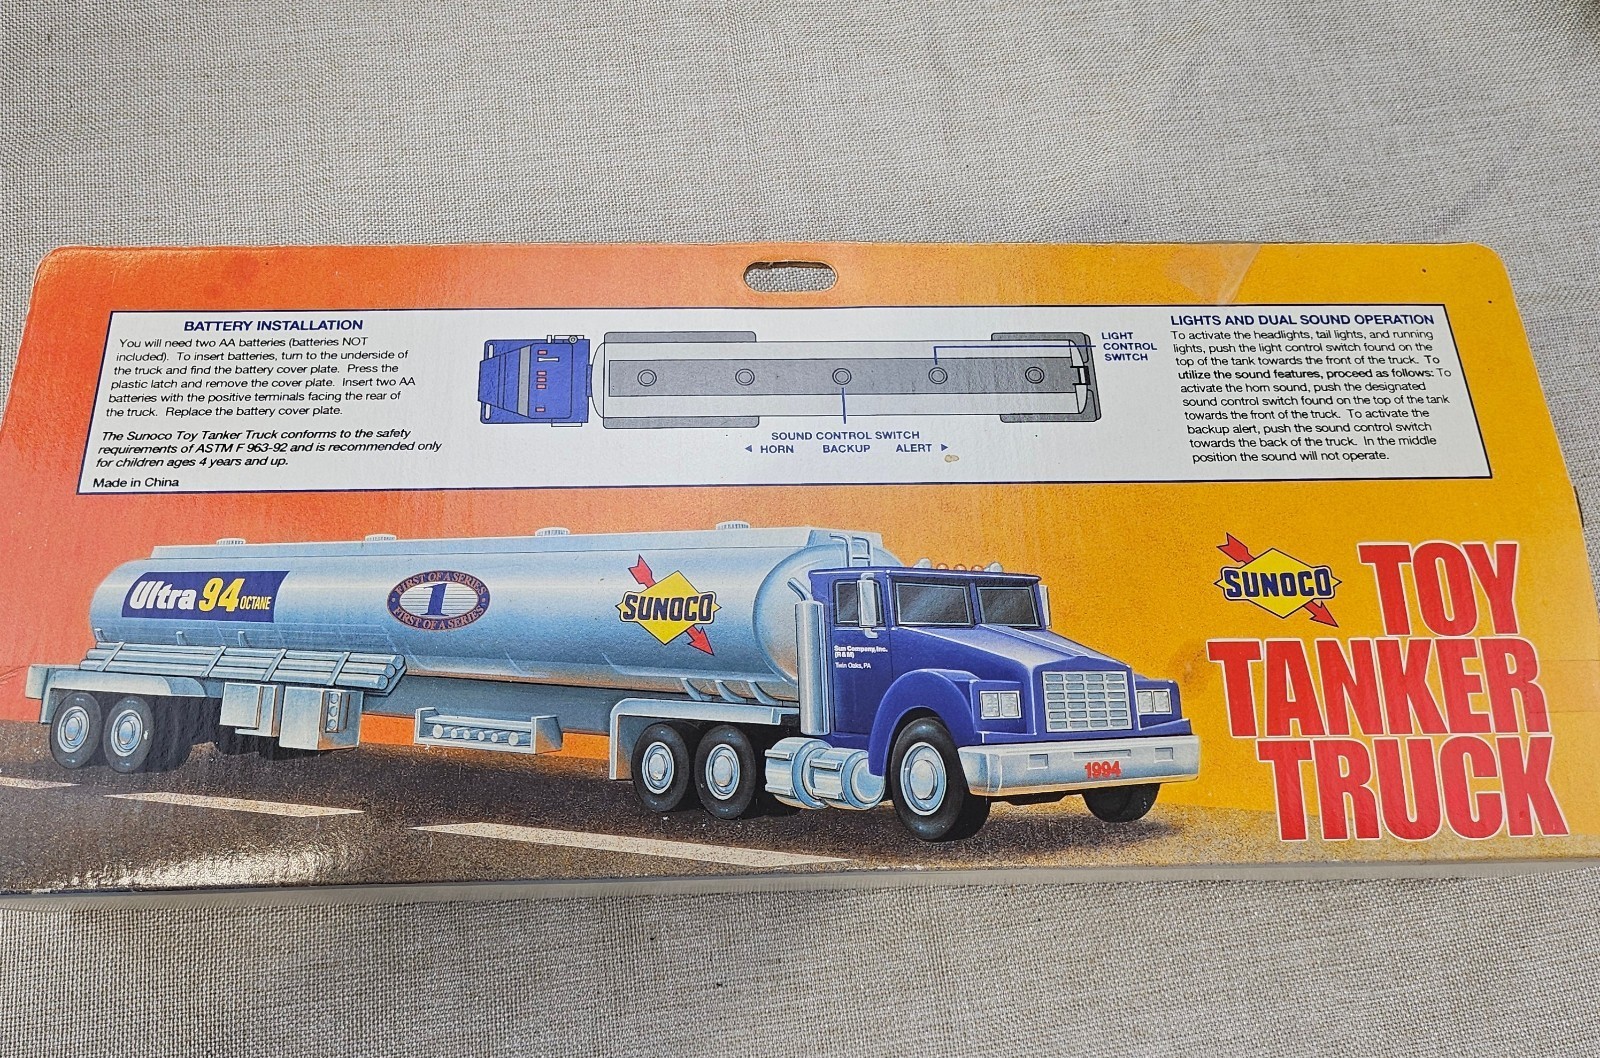 BATTERY INSTALLATION
You will need two AA batteries (batteries NOT
included). To insert batteries, turn to the underside of
the truck and find the battery cover plate. Press the
plastic latch and remove the cover plate. Insert two AA
batteries with the positive terminals facing the rear of
the truck. Replace the battery cover plate.
The Sunoco Toy Tanker Truck conforms to the safety
requirements of ASTM F 963-92 and is recommended only
for children ages 4 years and up.
Made in China
LIGHT
CONTROL
SWITCH
SOUND CONTROL SWITCH
◄ HORN BACKUP ALERT ►
LIGHTS AND DUAL SOUND OPERATION
To activate the headlights, tail lights, and running
lights, push the light control switch found on the
top of the tank towards the front of the truck. To
utilize the sound features, proceed as follows: To
activate the horn sound, push the designated
sound control switch found on the top of the tank
towards the front of the truck. To activate the
backup alert, push the sound control switch
towards the back of the truck. In the middle
position the sound will not operate.
Ultra 94 OCTANE
FIRST OF A SERIES
1
FIRST OF A SERIES
SUNOCO
Sun Company, Inc.
(R & M)
Twin Oaks, PA
1994
SUNOCO
TOY
TANKER
TRUCK